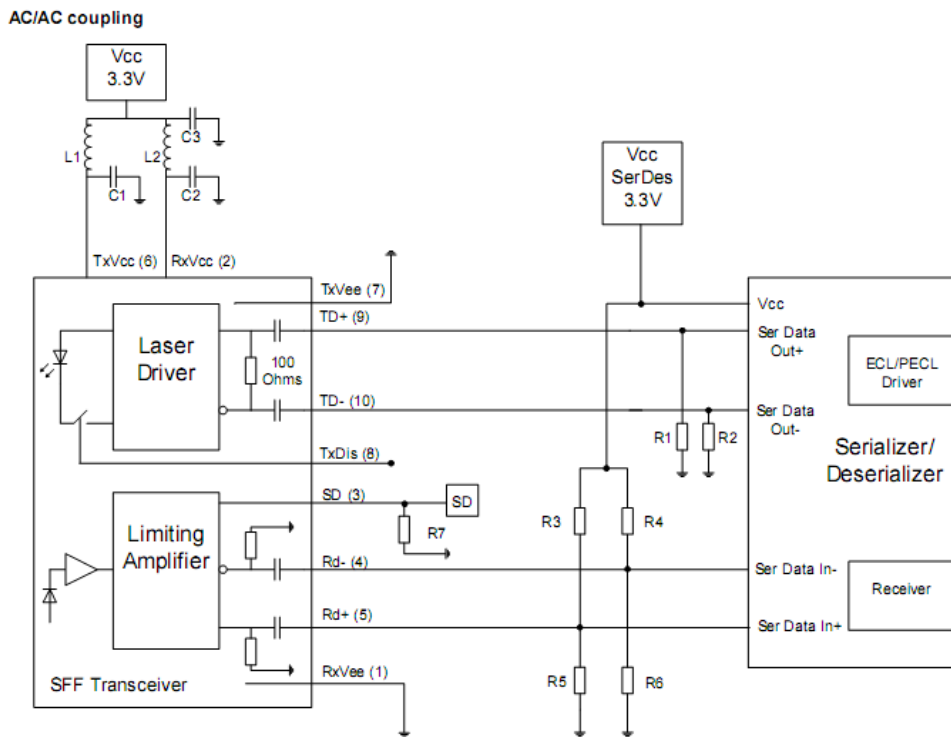 AC/AC coupling
Vcc
3.3V
C3
L1
L2
C1
C2
Vcc
SerDes
3.3V
TxVcc (6)
RxVcc (2)
TxVee (7)
TD+ (9)
Laser
Driver
100
Ohms
TD- (10)
TxDis (8)
SD (3)
SD
R7
Limiting
Amplifier
Rd- (4)
Rd+ (5)
RxVee (1)
SFF Transceiver
R1
R2
R3
R4
R5
R6
Vcc
Ser Data
Out+
ECL/PECL
Driver
Ser Data
Out-
Serializer/
Deserializer
Ser Data In-
Receiver
Ser Data In+